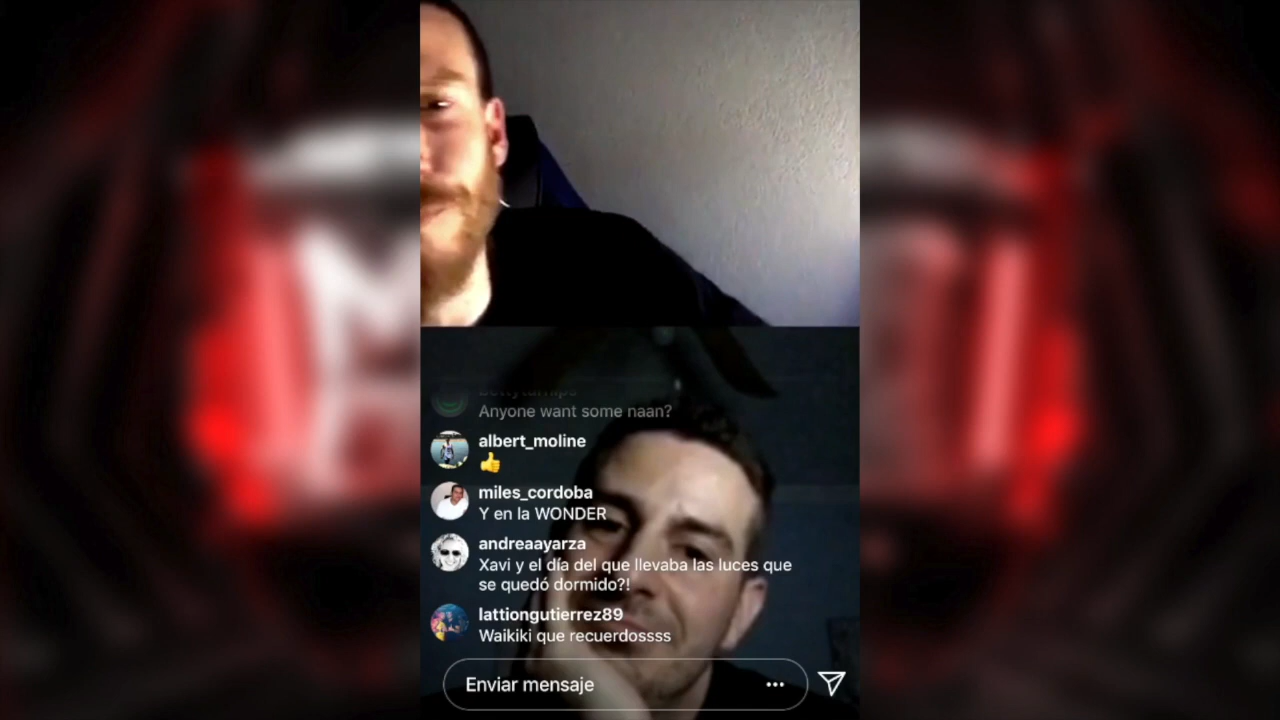 Anyone want some naan?
albert_moline
👍
miles_cordoba
Y en la WONDER
andreaayarza
Xavi y el día del que llevaba las luces que
se quedó dormido?!
lattiongutierrez89
Waikiki que recuerdossss
Enviar mensaje